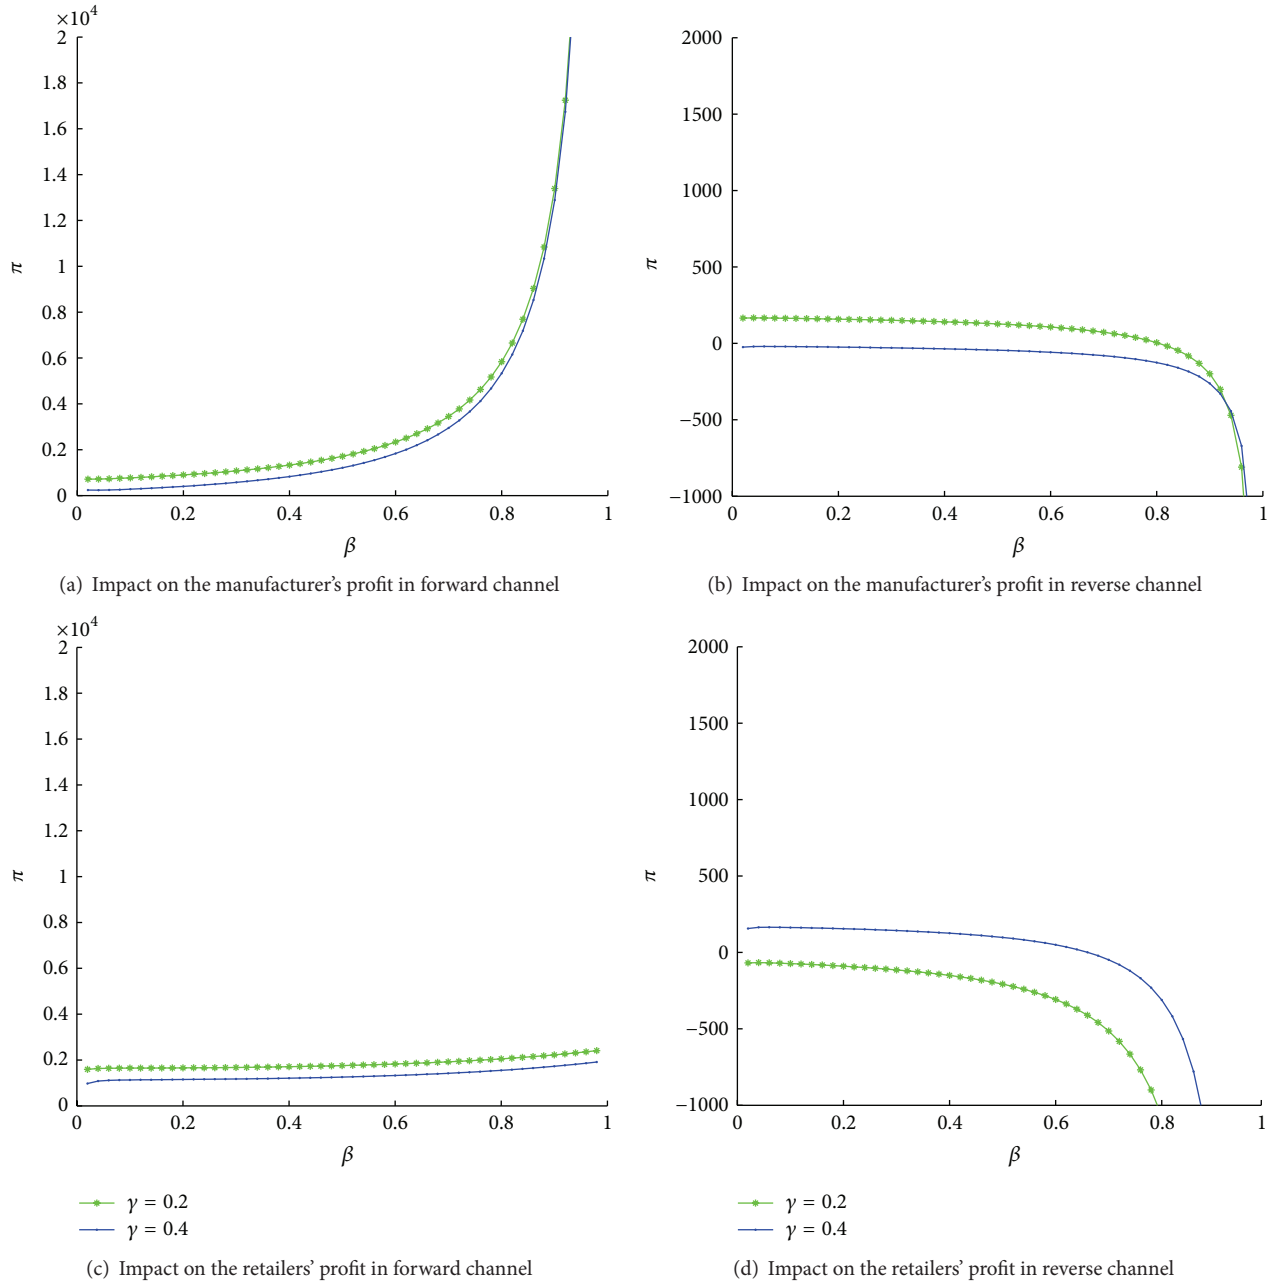 ×10⁴
2
1.8
1.6
1.4
1.2
1
0.8
0.6
0.4
0.2
0
π
0 0.2 0.4 0.6 0.8 1
β
(a) Impact on the manufacturer's profit in forward channel
2000
1500
1000
500
0
−500
−1000
π
0 0.2 0.4 0.6 0.8 1
β
(b) Impact on the manufacturer's profit in reverse channel
×10⁴
2
1.8
1.6
1.4
1.2
1
0.8
0.6
0.4
0.2
0
π
0 0.2 0.4 0.6 0.8 1
β
γ = 0.2
γ = 0.4
(c) Impact on the retailers' profit in forward channel
2000
1500
1000
500
0
−500
−1000
π
0 0.2 0.4 0.6 0.8 1
β
γ = 0.2
γ = 0.4
(d) Impact on the retailers' profit in reverse channel